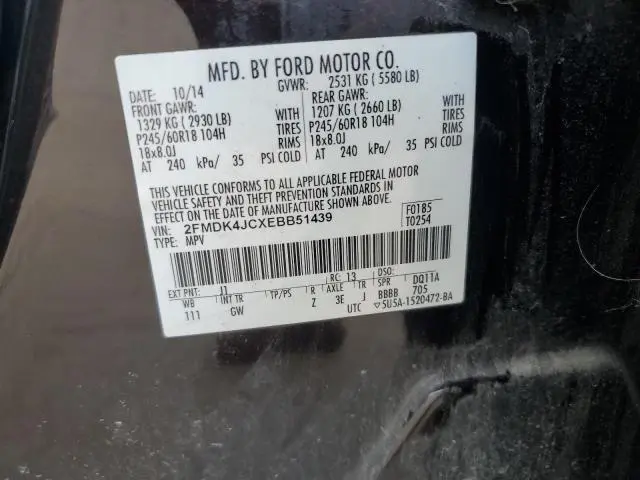 MFD. BY FORD MOTOR CO.
DATE: 10/14 GVWR: 2531 KG ( 5580 LB)
FRONT GAWR: REAR GAWR:
1329 KG ( 2930 LB) WITH 1207 KG ( 2660 LB) WITH
P245/60R18 104H TIRES P245/60R18 104H TIRES
18x8.0J RIMS 18x8.0J RIMS
AT 240 kPa/ 35 PSI COLD AT 240 kPa/ 35 PSI COLD
THIS VEHICLE CONFORMS TO ALL APPLICABLE FEDERAL MOTOR
VEHICLE SAFETY AND THEFT PREVENTION STANDARDS IN
EFFECT ON THE DATE OF MANUFACTURE SHOWN ABOVE.
VIN: 2FMDK4JCXEBB51439 F0185
TYPE: MPV T0254
EXT PNT: J1 RC: 13 DSO:
WB INT TR TP/PS R AXLE TR SPR DQ11A
111 GW Z 3E J BBBB 705
UTC 5U5A-1520472-BA